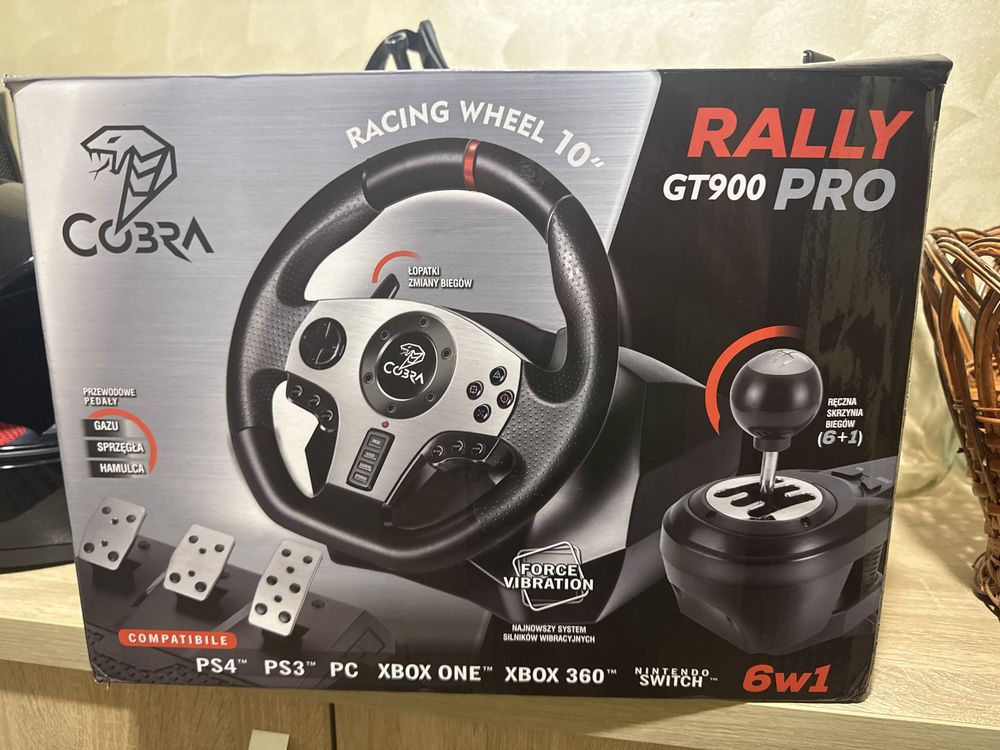 COBRA
RACING WHEEL 10"
RALLY
GT900 PRO
ŁOPATKI
ZMIANY BIEGÓW
COBRA
PRZEWODOWE
PEDAŁY
GAZU
SPRZĘGŁA
HAMULCA
RĘCZNA
SKRZYNIA
BIEGÓW
(6+1)
FORCE
VIBRATION
NAJNOWSZY SYSTEM
SILNIKÓW WIBRACYJNYCH
COMPATIBILE
PS4™ PS3™ PC XBOX ONE™ XBOX 360™ NINTENDO SWITCH™ 6w1